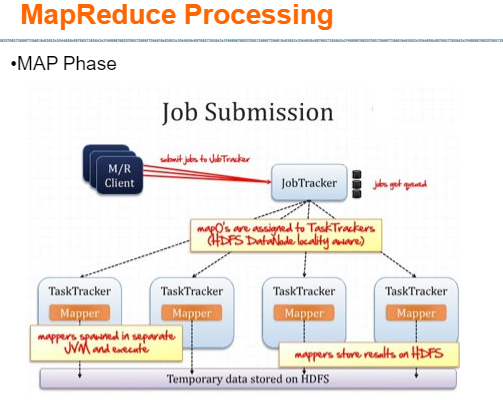 MapReduce Processing
•MAP Phase
Job Submission
M/R
Client
submit jobs to JobTracker
JobTracker
jobs get queued
map()'s are assigned to TaskTrackers
(HDFS DataNode locality aware)
TaskTracker
Mapper
TaskTracker
Mapper
TaskTracker
Mapper
TaskTracker
Mapper
mappers spawned in separate
JVM and execute
mappers store results on HDFS
Temporary data stored on HDFS